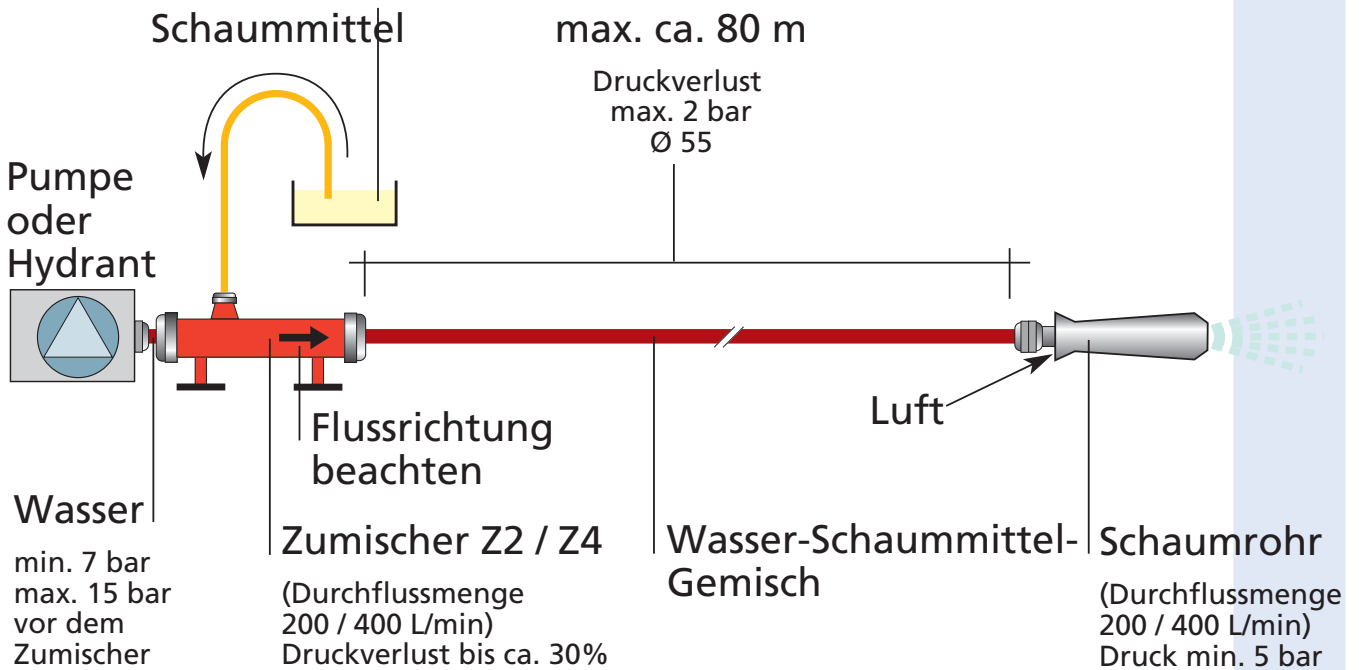 Schaummittel
max. ca. 80 m
Druckverlust
max. 2 bar
Ø 55
Pumpe
oder
Hydrant
Luft
Flussrichtung
beachten
Wasser
min. 7 bar
max. 15 bar
vor dem
Zumischer
Zumischer Z2 / Z4
(Durchflussmenge
200 / 400 L/min)
Druckverlust bis ca. 30%
Wasser-Schaummittel-
Gemisch
Schaumrohr
(Durchflussmenge
200 / 400 L/min)
Druck min. 5 bar